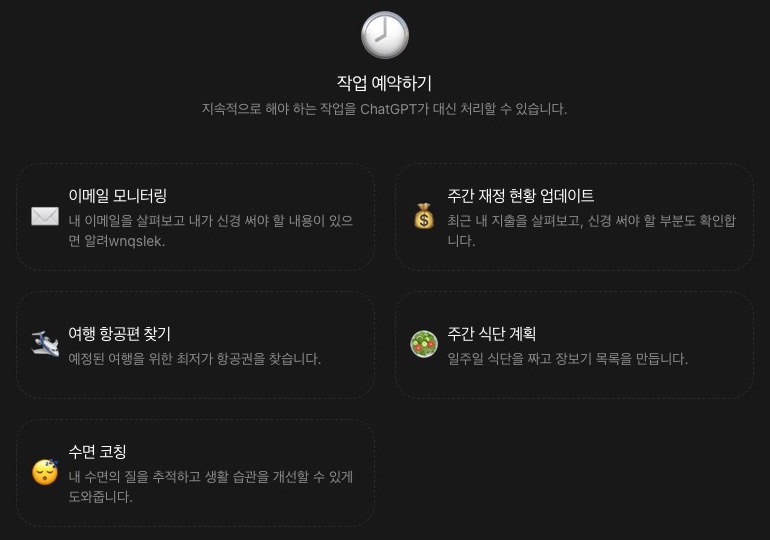 작업 예약하기
지속적으로 해야 하는 작업을 ChatGPT가 대신 처리할 수 있습니다.
이메일 모니터링
내 이메일을 살펴보고 내가 신경 써야 할 내용이 있으
면 알려wnqslek.
주간 재정 현황 업데이트
최근 내 지출을 살펴보고, 신경 써야 할 부분도 확인합
니다.
여행 항공편 찾기
예정된 여행을 위한 최저가 항공권을 찾습니다.
주간 식단 계획
일주일 식단을 짜고 장보기 목록을 만듭니다.
수면 코칭
내 수면의 질을 추적하고 생활 습관을 개선할 수 있게
도와줍니다.